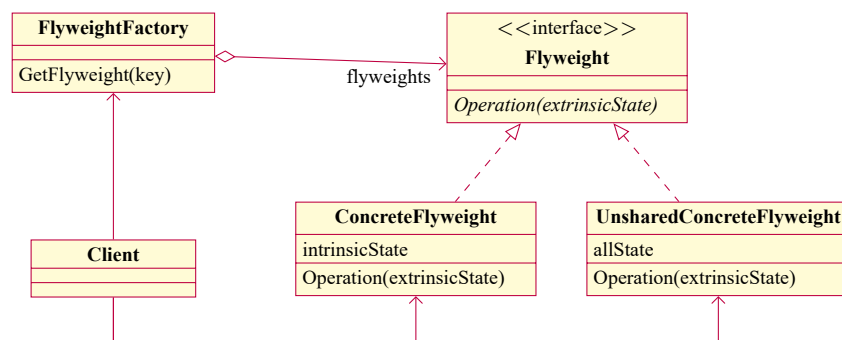 FlyweightFactory
GetFlyweight(key)
flyweights
<<interface>>
Flyweight
Operation(extrinsicState)
Client
ConcreteFlyweight
intrinsicState
Operation(extrinsicState)
UnsharedConcreteFlyweight
allState
Operation(extrinsicState)